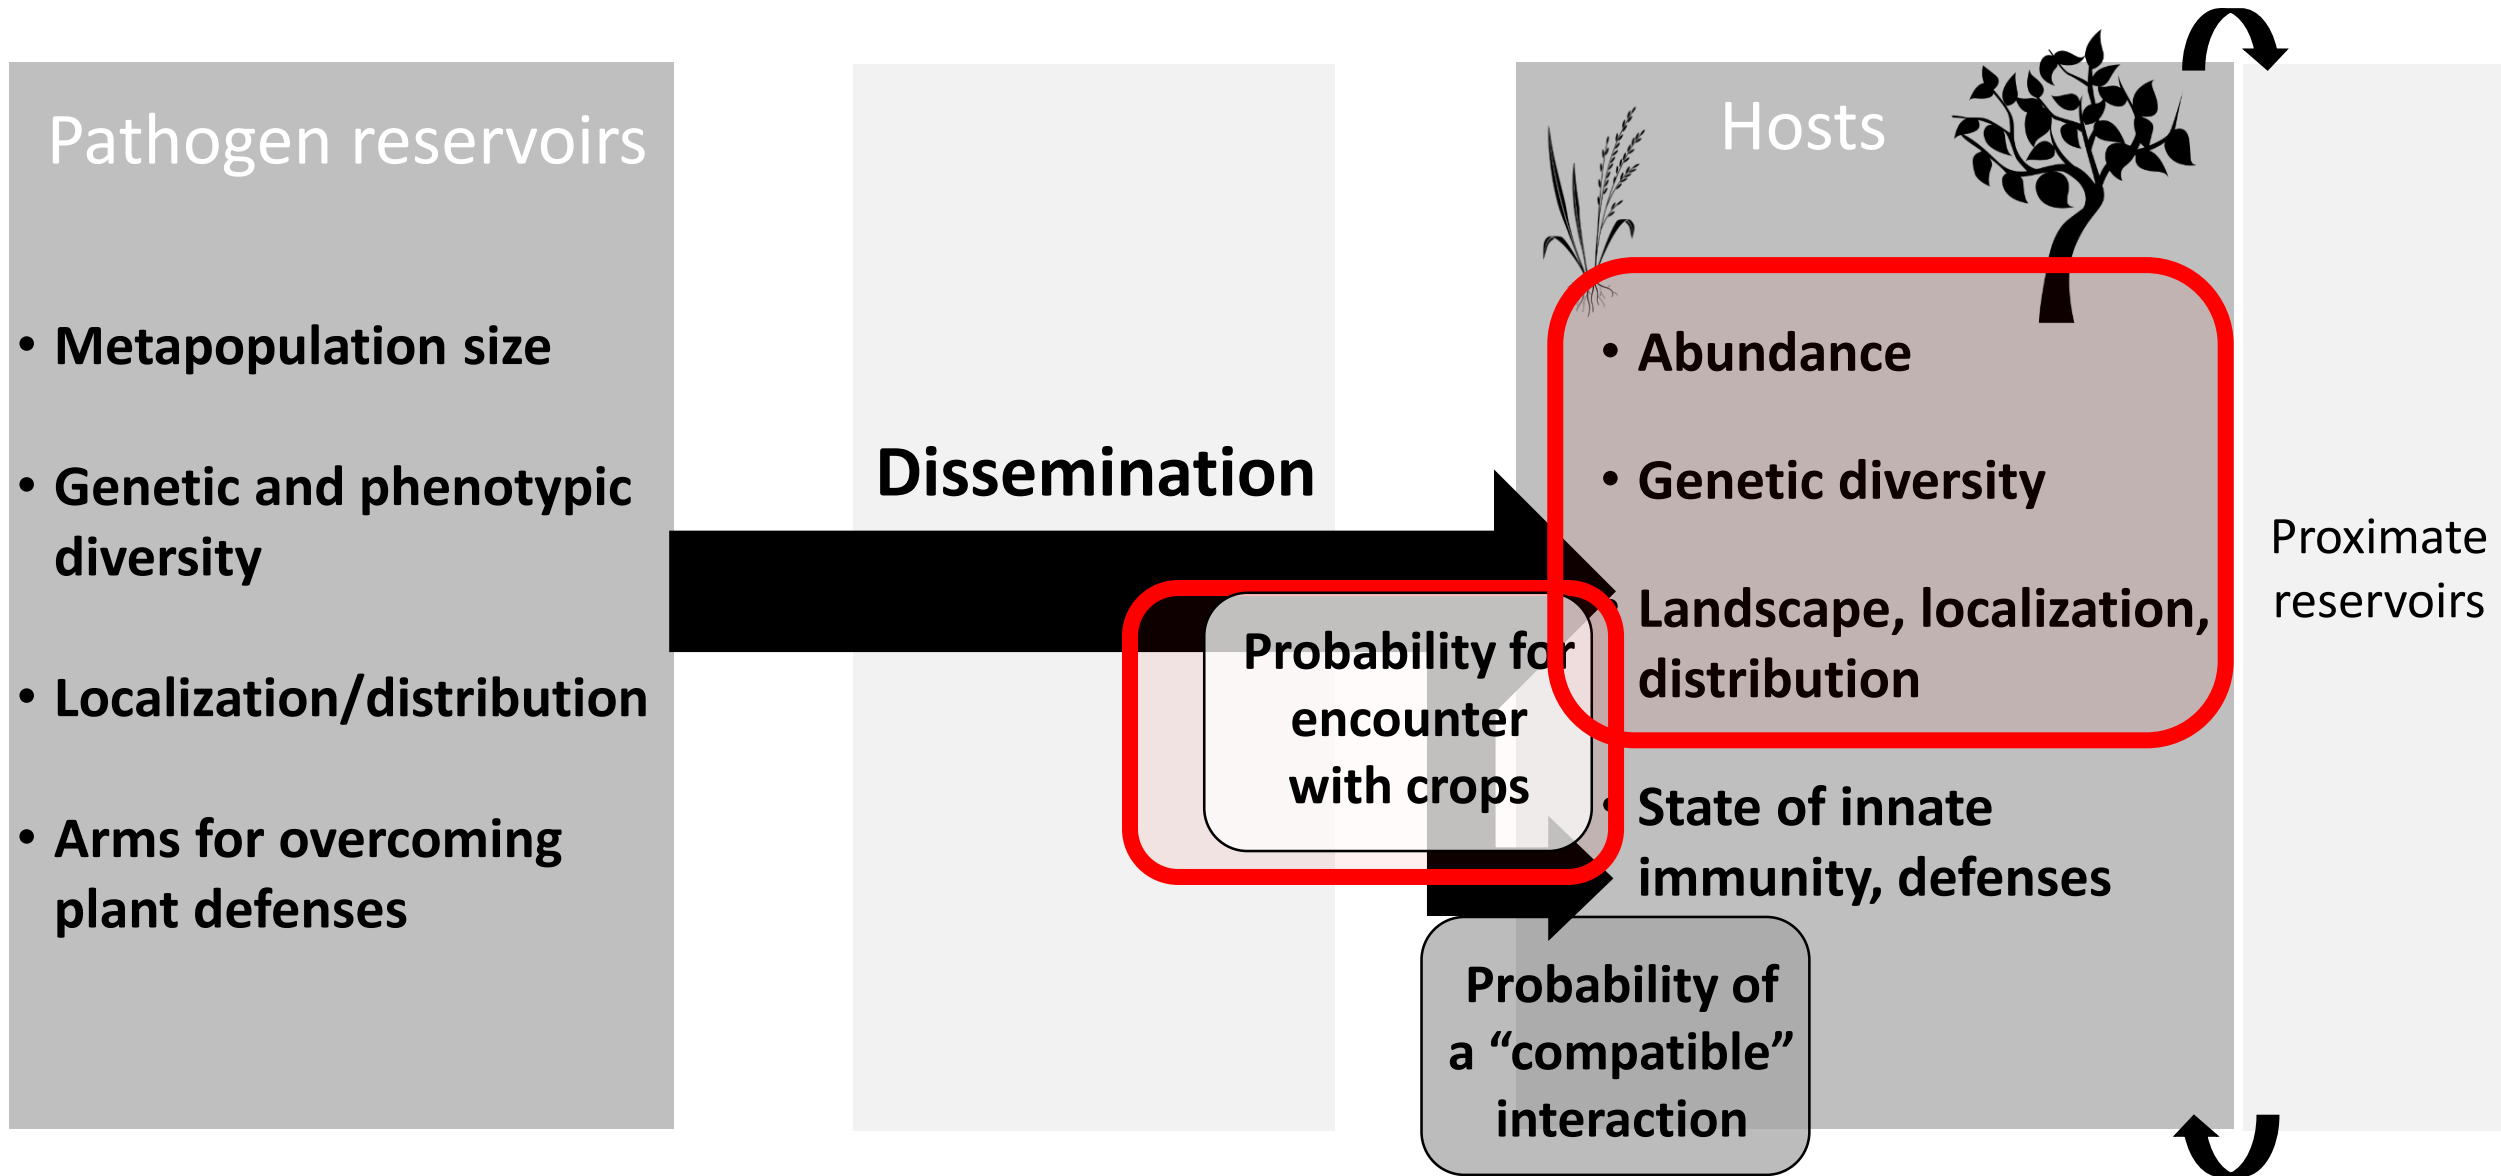 Pathogen reservoirs
• Metapopulation size
• Genetic and phenotypic
diversity
• Localization/distribution
• Arms for overcoming
plant defenses
Dissemination
Probability for
encounter
with crops
Hosts
• Abundance
• Genetic diversity
• Landscape, localization,
distribution
• State of innate
immunity, defenses
Probability of
a “compatible”
interaction
Proximate
reservoirs